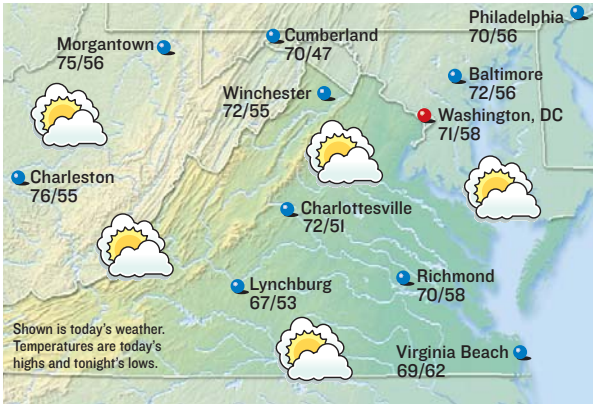 Philadelphia
70/56
Morgantown
75/56
Cumberland
70/47
Baltimore
72/56
Winchester
72/55
Washington, DC
71/58
Charleston
76/55
Charlottesville
72/51
Lynchburg
67/53
Richmond
70/58
Shown is today's weather.
Temperatures are today's
highs and tonight's lows.
Virginia Beach
69/62